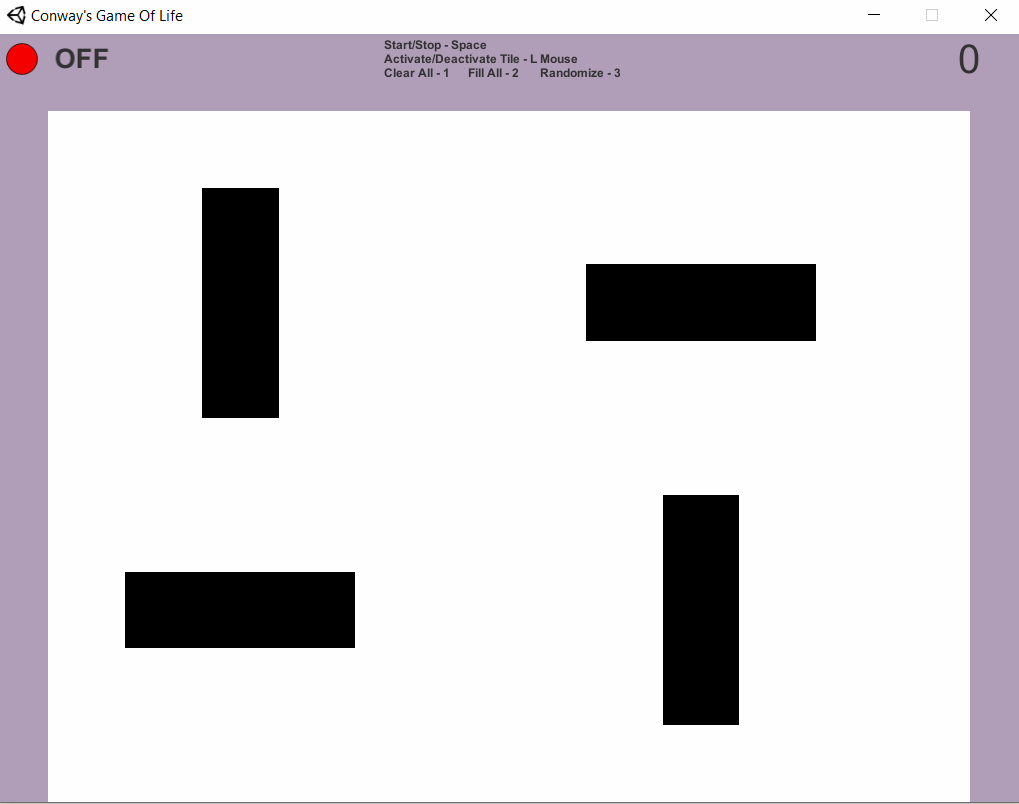 Conway's Game Of Life
OFF
Start/Stop - Space
Activate/Deactivate Tile - L Mouse
Clear All - 1 Fill All - 2 Randomize - 3
0